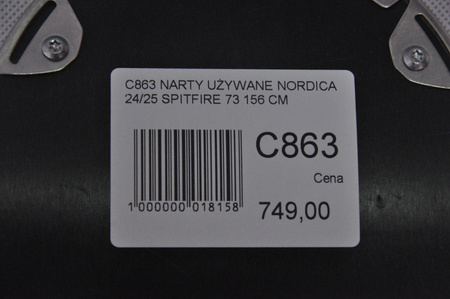 C863 NARTY UŻYWANE NORDICA
24/25 SPITFIRE 73 156 CM
C863
Cena
1 000000 018158
749,00